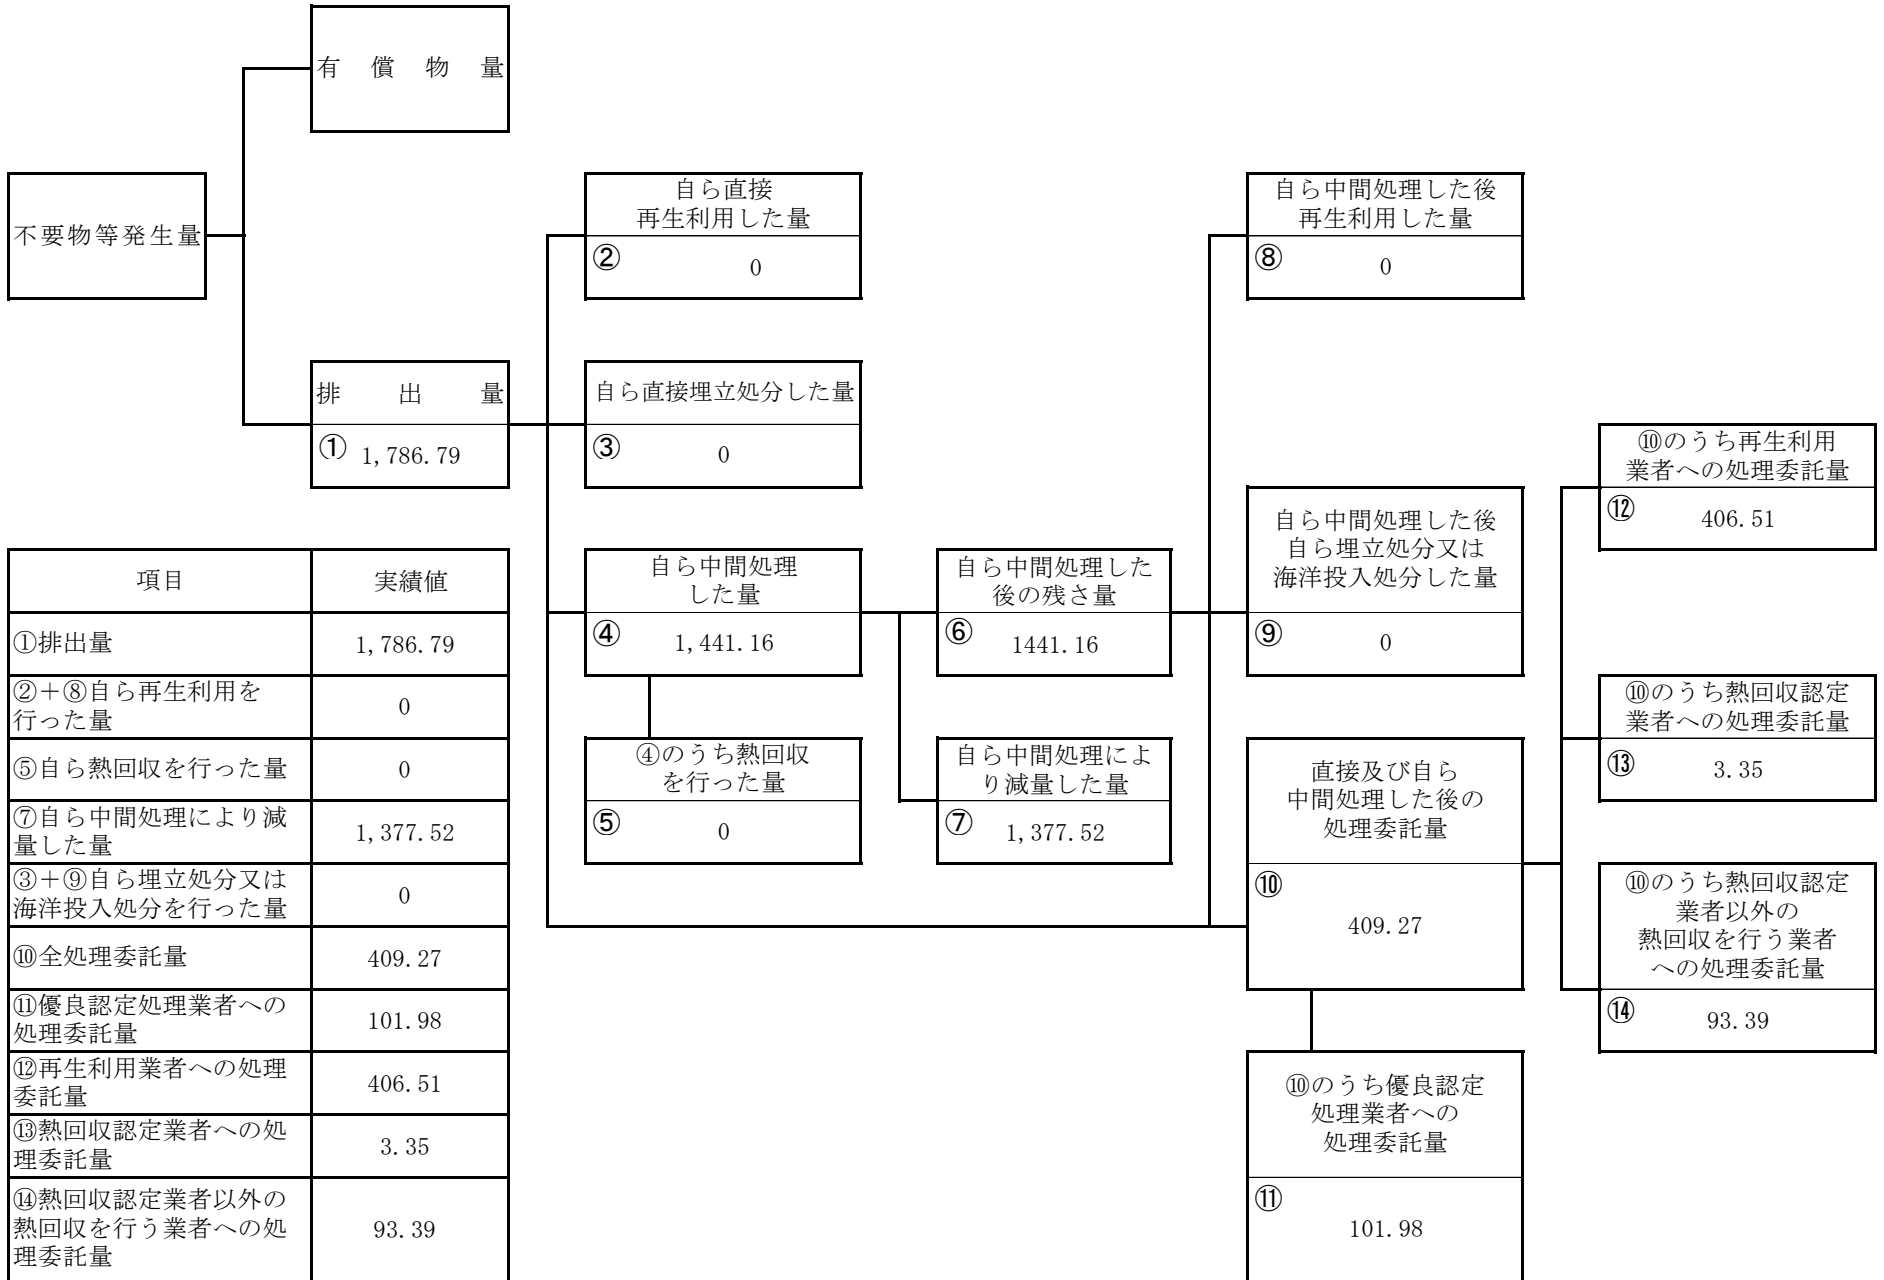 有償物量
不要物等発生量
自ら直接
再生利用した量
② 0
自ら中間処理した後
再生利用した量
⑧ 0
排出量
① 1,786.79
自ら直接埋立処分した量
③ 0
⑩のうち再生利用
業者への処理委託量
⑫ 406.51
自ら中間処理
した量
④ 1,441.16
自ら中間処理した
後の残さ量
⑥ 1441.16
自ら中間処理した後
自ら埋立処分又は
海洋投入処分した量
⑨ 0
⑩のうち熱回収認定
業者への処理委託量
⑬ 3.35
④のうち熱回収
を行った量
⑤ 0
自ら中間処理によ
り減量した量
⑦ 1,377.52
直接及び自ら
中間処理した後の
処理委託量
⑩
409.27
⑩のうち熱回収認定
業者以外の
熱回収を行う業者
への処理委託量
⑭ 93.39
⑩のうち優良認定
処理業者への
処理委託量
⑪
101.98
項目 実績値
①排出量 1,786.79
②＋⑧自ら再生利用を
行った量 0
⑤自ら熱回収を行った量 0
⑦自ら中間処理により減
量した量 1,377.52
③＋⑨自ら埋立処分又は
海洋投入処分を行った量 0
⑩全処理委託量 409.27
⑪優良認定処理業者への
処理委託量 101.98
⑫再生利用業者への処理
委託量 406.51
⑬熱回収認定業者への処
理委託量 3.35
⑭熱回収認定業者以外の
熱回収を行う業者への処
理委託量 93.39